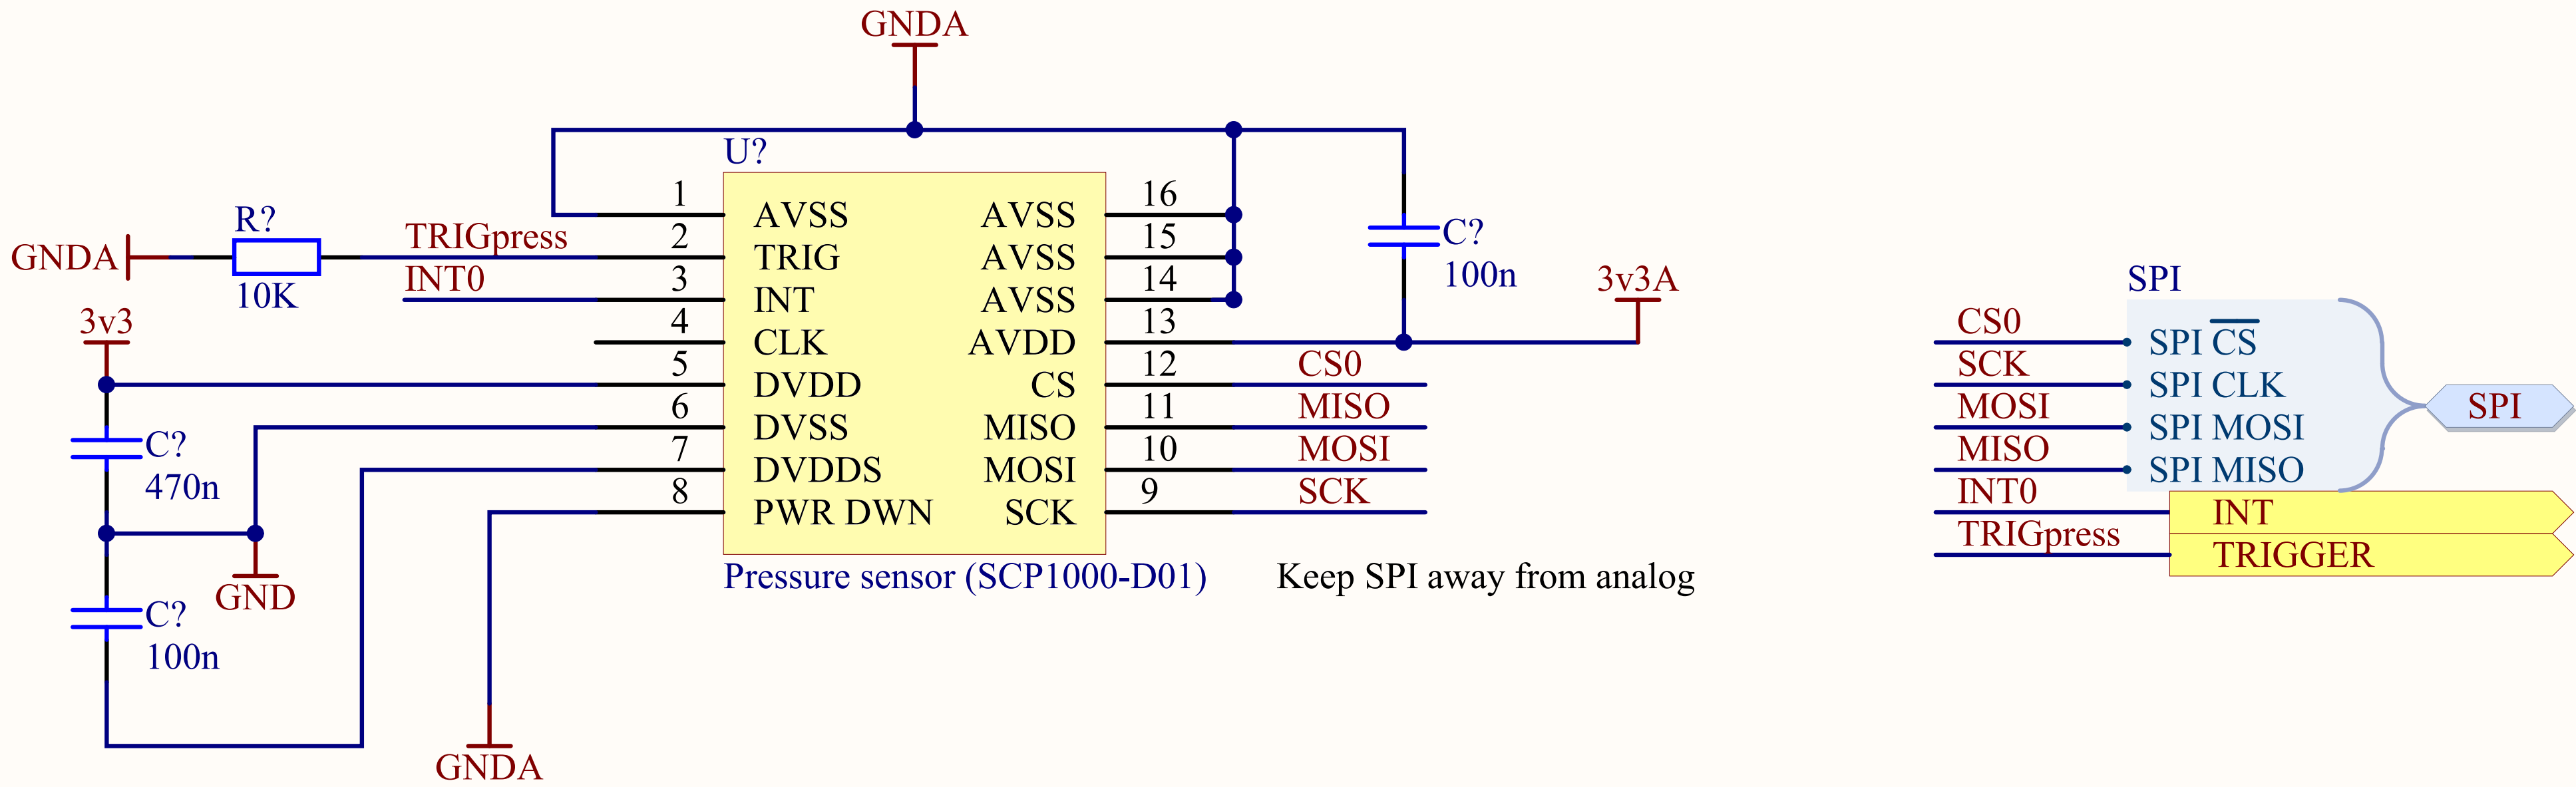 GNDA
U?
1 AVSS AVSS 16
2 TRIG AVSS 15
3 INT AVSS 14
4 CLK AVDD 13
5 DVDD CS 12
6 DVSS MISO 11
7 DVDDS MOSI 10
8 PWR DWN SCK 9
Pressure sensor (SCP1000-D01)
Keep SPI away from analog
GNDA
R?
10K
TRIGpress
INT0
3v3
C?
470n
GND
C?
100n
GNDA
C?
100n
3v3A
CS0
MISO
MOSI
SCK
SPI
CS0 SPI CS
SCK SPI CLK
MOSI SPI MOSI
MISO SPI MISO
INT0 INT
TRIGpress TRIGGER
SPI